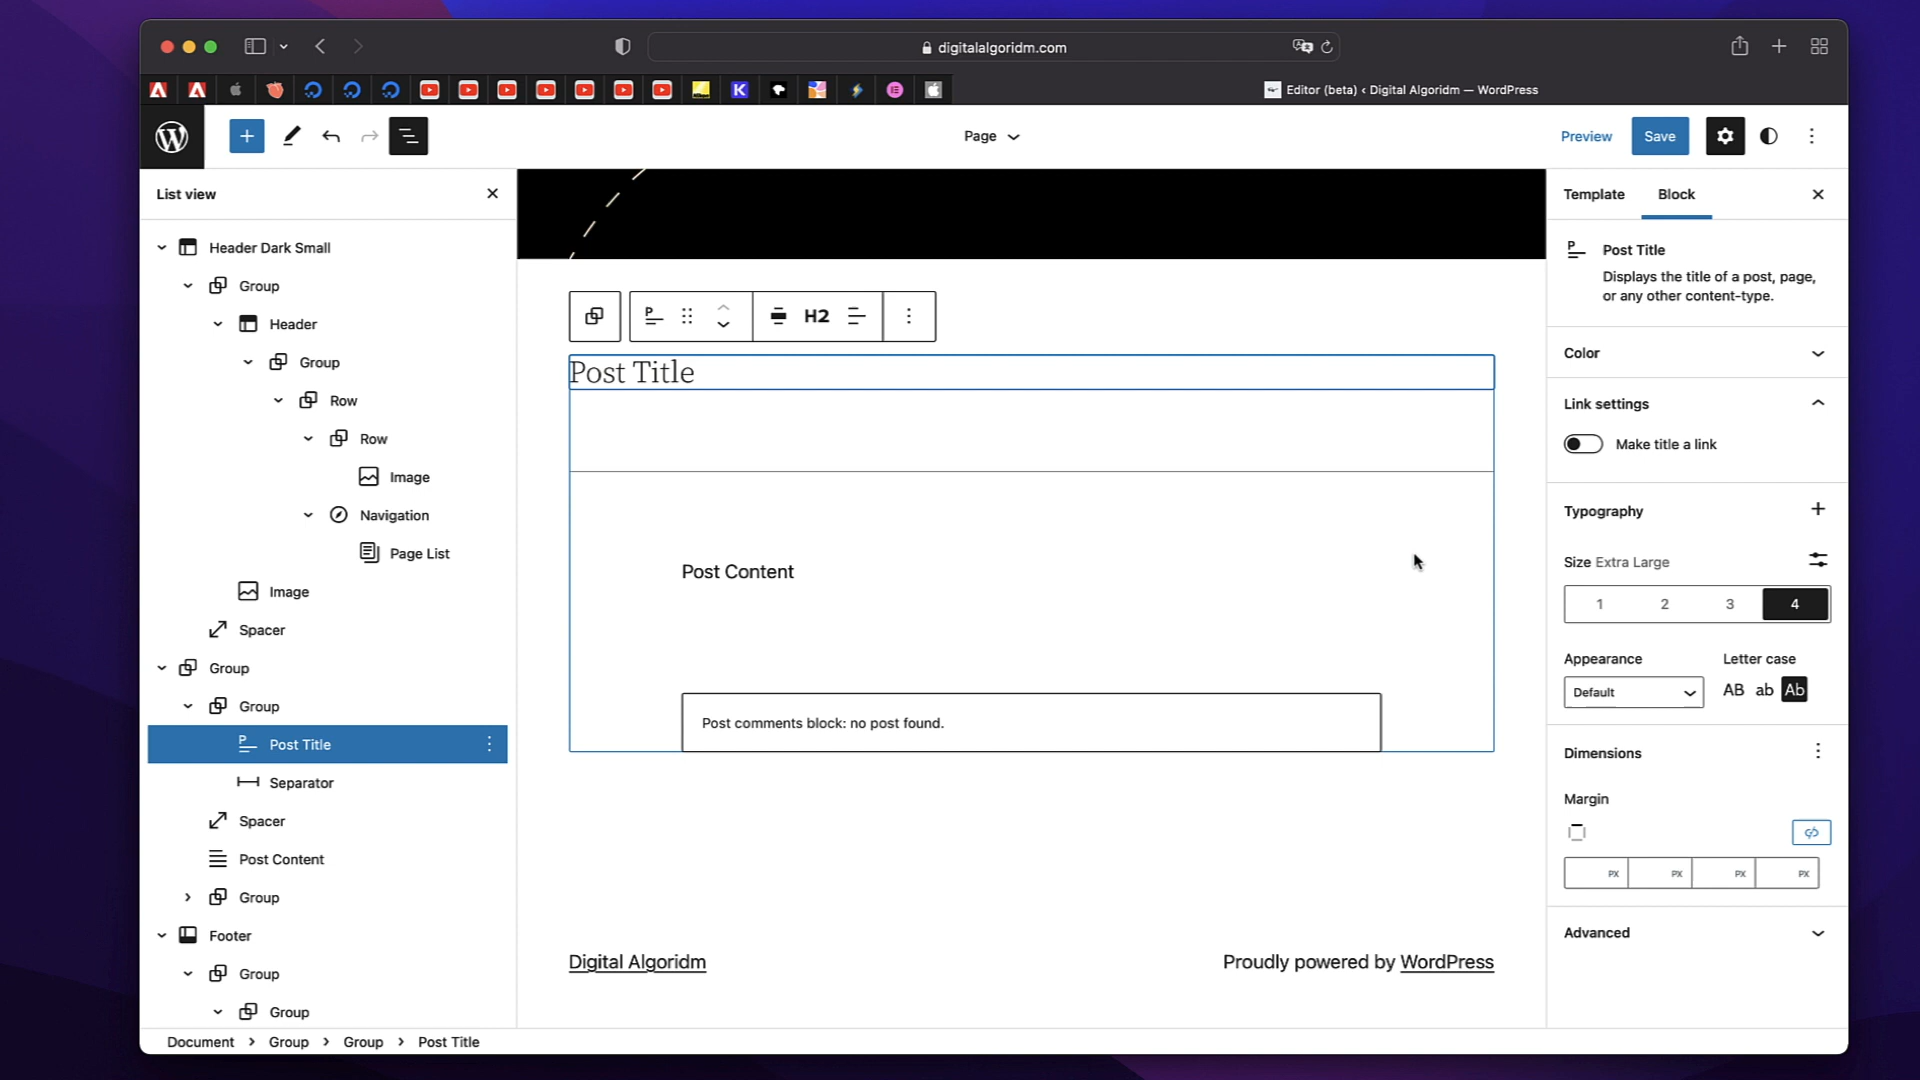 digitalalgoridm.com
Editor (beta) ‹ Digital Algoridm — WordPress
Page
Preview
Save
List view
Header Dark Small
Group
Header
Group
Row
Row
Image
Navigation
Page List
Image
Spacer
Group
Group
Post Title
Separator
Spacer
Post Content
Group
Footer
Group
Group
H2
Post Title
Post Content
Post comments block: no post found.
Digital Algoridm
Proudly powered by WordPress
Template
Block
Post Title
Displays the title of a post, page,
or any other content-type.
Color
Link settings
Make title a link
Typography
Size Extra Large
1 2 3 4
Appearance
Letter case
Default
AB ab Ab
Dimensions
Margin
PX PX PX PX
Advanced
Document > Group > Group > Post Title